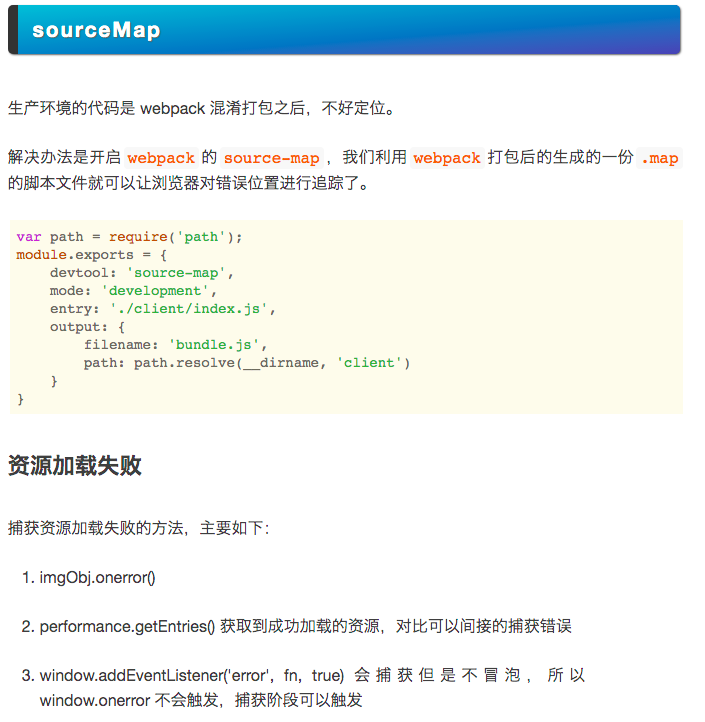 sourceMap
生产环境的代码是 webpack 混淆打包之后，不好定位。
解决办法是开启 webpack 的 source-map ，我们利用 webpack 打包后的生成的一份 .map
的脚本文件就可以让浏览器对错误位置进行追踪了。
var path = require('path');
module.exports = {
    devtool: 'source-map',
    mode: 'development',
    entry: './client/index.js',
    output: {
        filename: 'bundle.js',
        path: path.resolve(__dirname, 'client')
    }
}
资源加载失败
捕获资源加载失败的方法，主要如下：
1. imgObj.onerror()
2. performance.getEntries() 获取到成功加载的资源，对比可以间接的捕获错误
3. window.addEventListener('error', fn, true) 会捕获但是不冒泡，所以
window.onerror 不会触发，捕获阶段可以触发